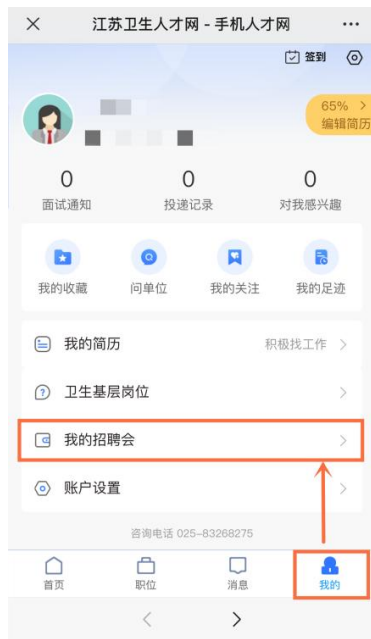 江苏卫生人才网 - 手机人才网
签到
65%
编辑简历
0 0 0
面试通知 投递记录 对我感兴趣
我的收藏 问单位 我的关注 我的足迹
我的简历 积极找工作
卫生基层岗位
我的招聘会
账户设置
咨询电话 025-83268275
首页 职位 消息 我的